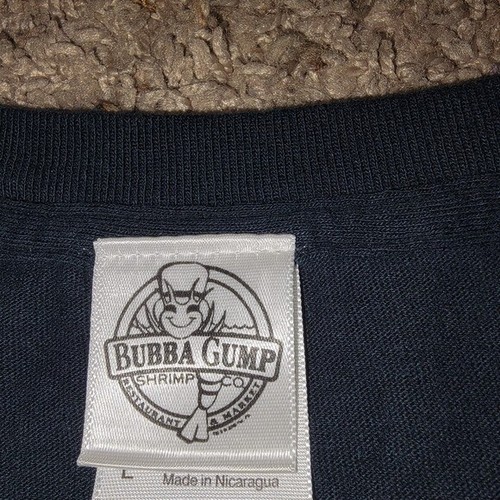 BUBBA GUMP
SHRIMP CO.
RESTAURANT & MARKET
L
Made in Nicaragua